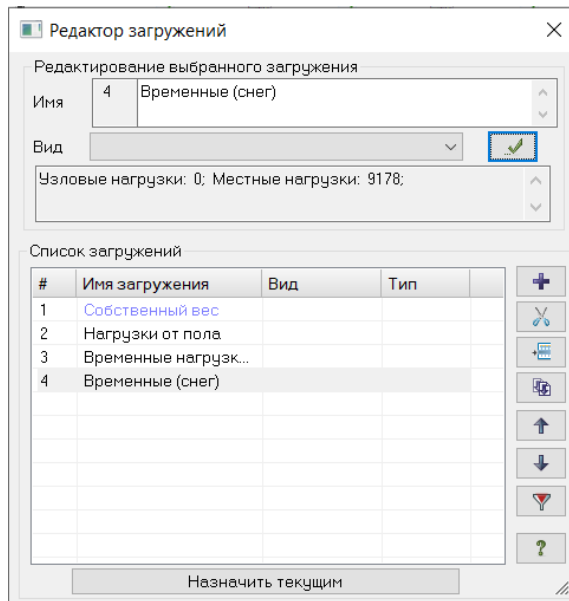 Редактор загружений
Редактирование выбранного загружения
Имя
4
Временные (снег)
Вид
Узловые нагрузки: 0; Местные нагрузки: 9178;
Список загружений
# Имя загружения Вид Тип
1 Собственный вес
2 Нагрузки от пола
3 Временные нагрузк...
4 Временные (снег)
Назначить текущим